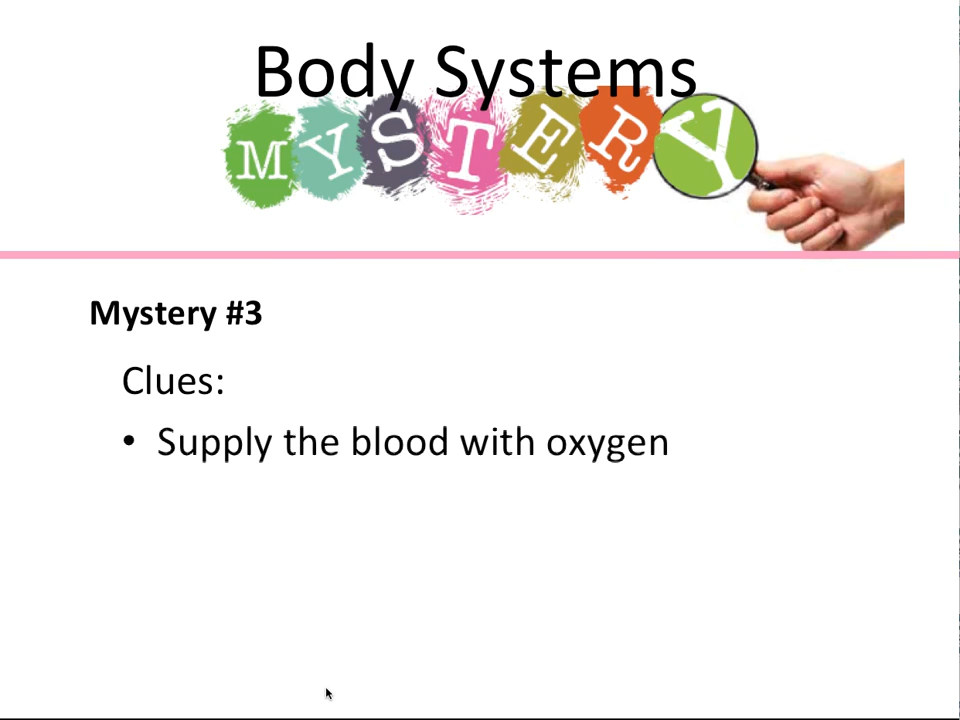 Body Systems
MYSTERY
Mystery #3
Clues:
• Supply the blood with oxygen